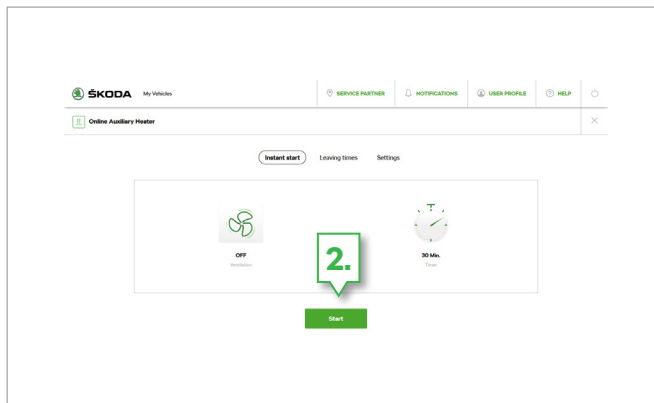 ŠKODA My Vehicles SERVICE PARTNER NOTIFICATIONS USER PROFILE HELP
Online Auxiliary Heater
Instant start Leaving times Settings
OFF 30 Min.
Ventilation Timer
2.
Start